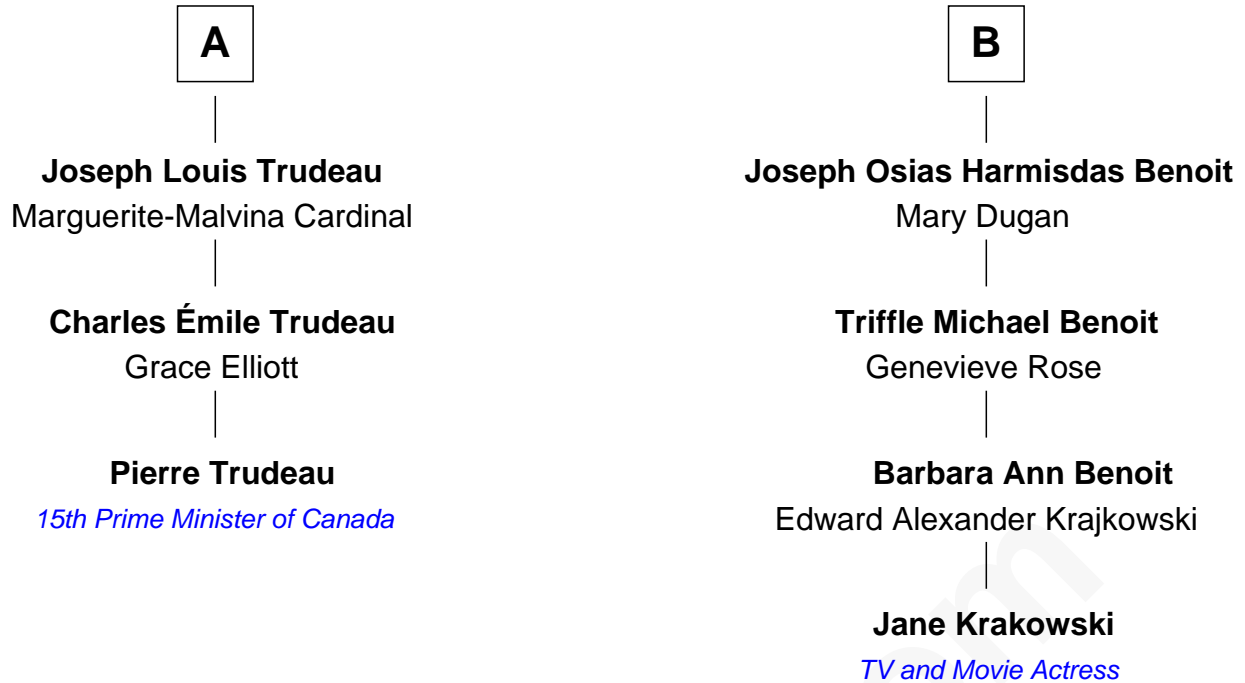 A
Joseph Louis Trudeau
Marguerite-Malvina Cardinal
Charles Émile Trudeau
Grace Elliott
Pierre Trudeau
15th Prime Minister of Canada
B
Joseph Osias Harmisdas Benoit
Mary Dugan
Triffle Michael Benoit
Genevieve Rose
Barbara Ann Benoit
Edward Alexander Krajkowski
Jane Krakowski
TV and Movie Actress